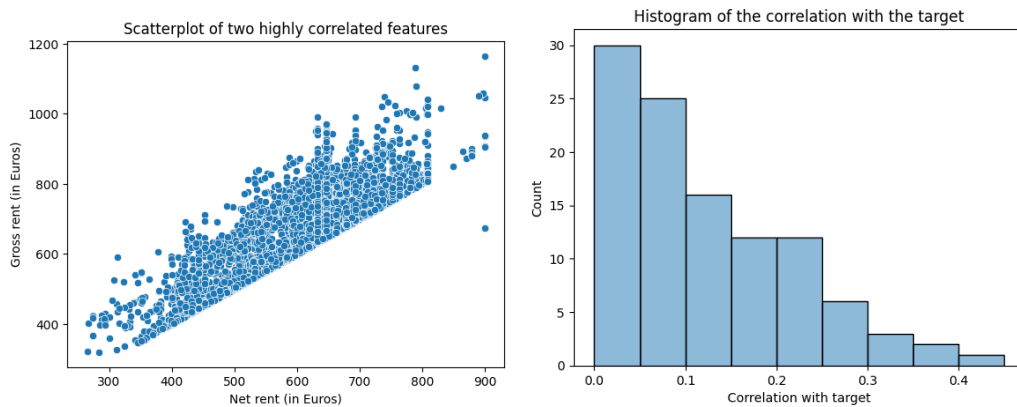 Scatterplot of two highly correlated features
1200
1000
800
600
400
Gross rent (in Euros)
300 400 500 600 700 800 900
Net rent (in Euros)
Histogram of the correlation with the target
30
25
20
15
10
5
0
Count
0.0 0.1 0.2 0.3 0.4
Correlation with target